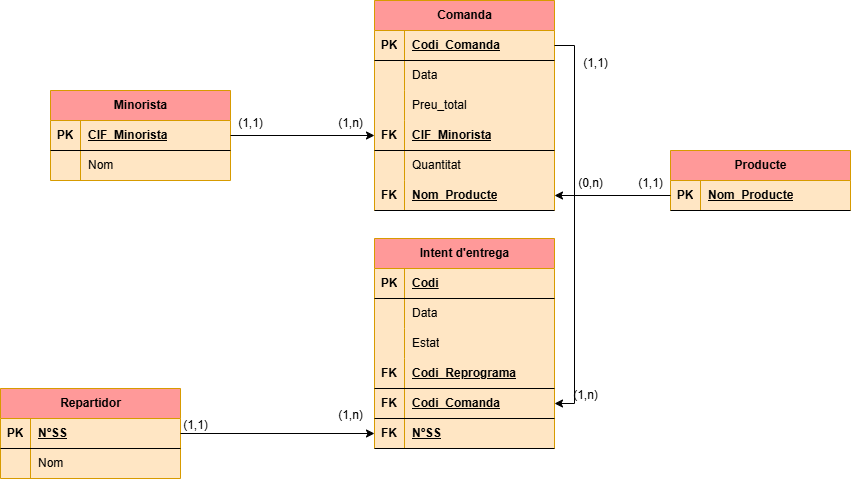 Comanda
PK Codi_Comanda
(1,1)
Data
Preu_total
Minorista
(1,1)
(1,n)
PK CIF_Minorista
FK CIF_Minorista
Nom
Quantitat
Producte
(0,n)
(1,1)
FK Nom_Producte
PK Nom_Producte
Intent d'entrega
PK Codi
Data
Estat
FK Codi_Reprograma
(1,n)
Repartidor
FK Codi_Comanda
(1,1)
(1,n)
PK NºSS
FK NºSS
Nom